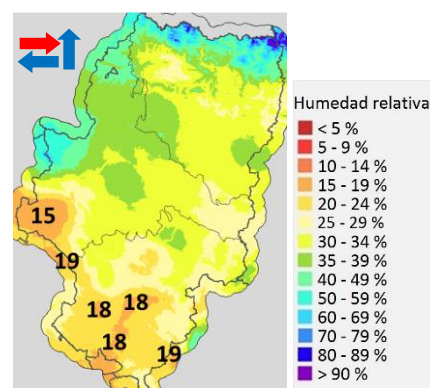 Humedad relativa
< 5 %
5 - 9 %
10 - 14 %
15 - 19 %
20 - 24 %
25 - 29 %
30 - 34 %
35 - 39 %
40 - 49 %
50 - 59 %
60 - 69 %
70 - 79 %
80 - 89 %
> 90 %
15
19
18
18
18
19